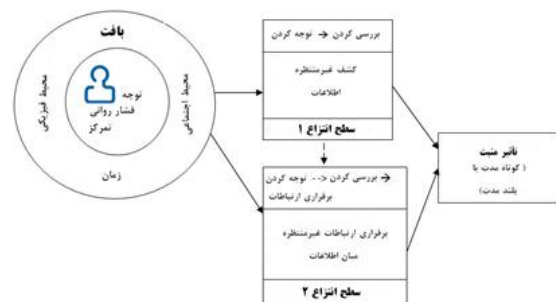 بافت
محیط فیزیکی
توجه
فشار روانی
تمرکز
محیط اجتماعی
زمان
بررسی کردن → توجه کردن
کشف غیرمنتظره
اطلاعات
سطح انتزاع ۱
بررسی کردن --> توجه کردن →
برقراری ارتباطات
برقراری ارتباطات غیرمنتظره
میان اطلاعات
سطح انتزاع ۲
تأثیر مثبت
( کوتاه مدت یا
بلند مدت)